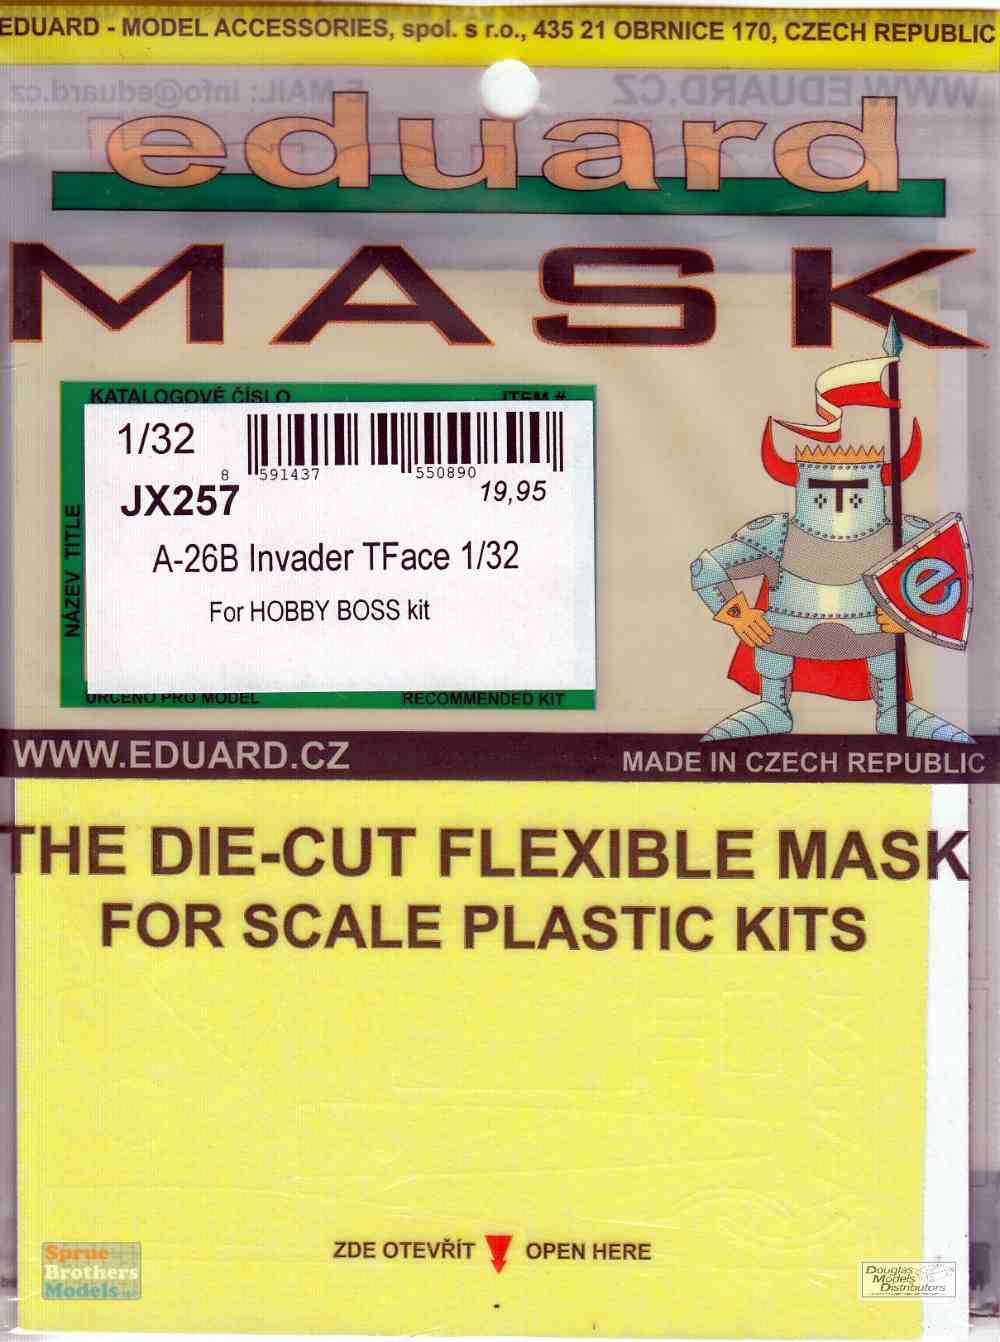 EDUARD - MODEL ACCESSORIES, spol. s r.o., 435 21 OBRNICE 170, CZECH REPUBLIC
E-MAIL: info@eduard.cz WWW.EDUARD.CZ
eduard
MASK
KATALOGOVÉ ČÍSLO ITEM #
1/32
8 591437 550890
JX257 19,95
A-26B Invader TFace 1/32
For HOBBY BOSS kit
NÁZEV TITLE
URČENO PRO MODEL RECOMMENDED KIT
e
WWW.EDUARD.CZ MADE IN CZECH REPUBLIC
THE DIE-CUT FLEXIBLE MASK
FOR SCALE PLASTIC KITS
ZDE OTEVŘÍT OPEN HERE
Sprue
Brothers
Models
Douglas
Models
Distributors